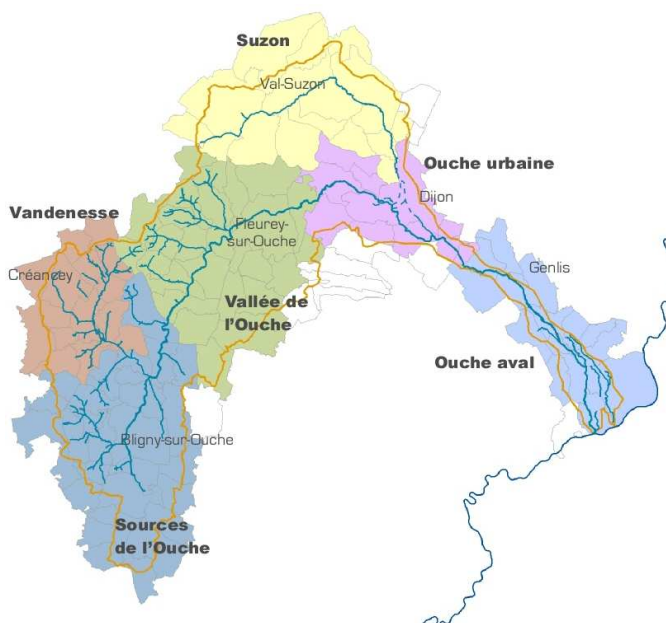 Suzon
Val-Suzon
Ouche urbaine
Dijon
Vandenesse
Fleurey-
sur-Ouche
Créancey
Genlis
Vallée de
l'Ouche
Ouche aval
Bligny-sur-Ouche
Sources
de l'Ouche